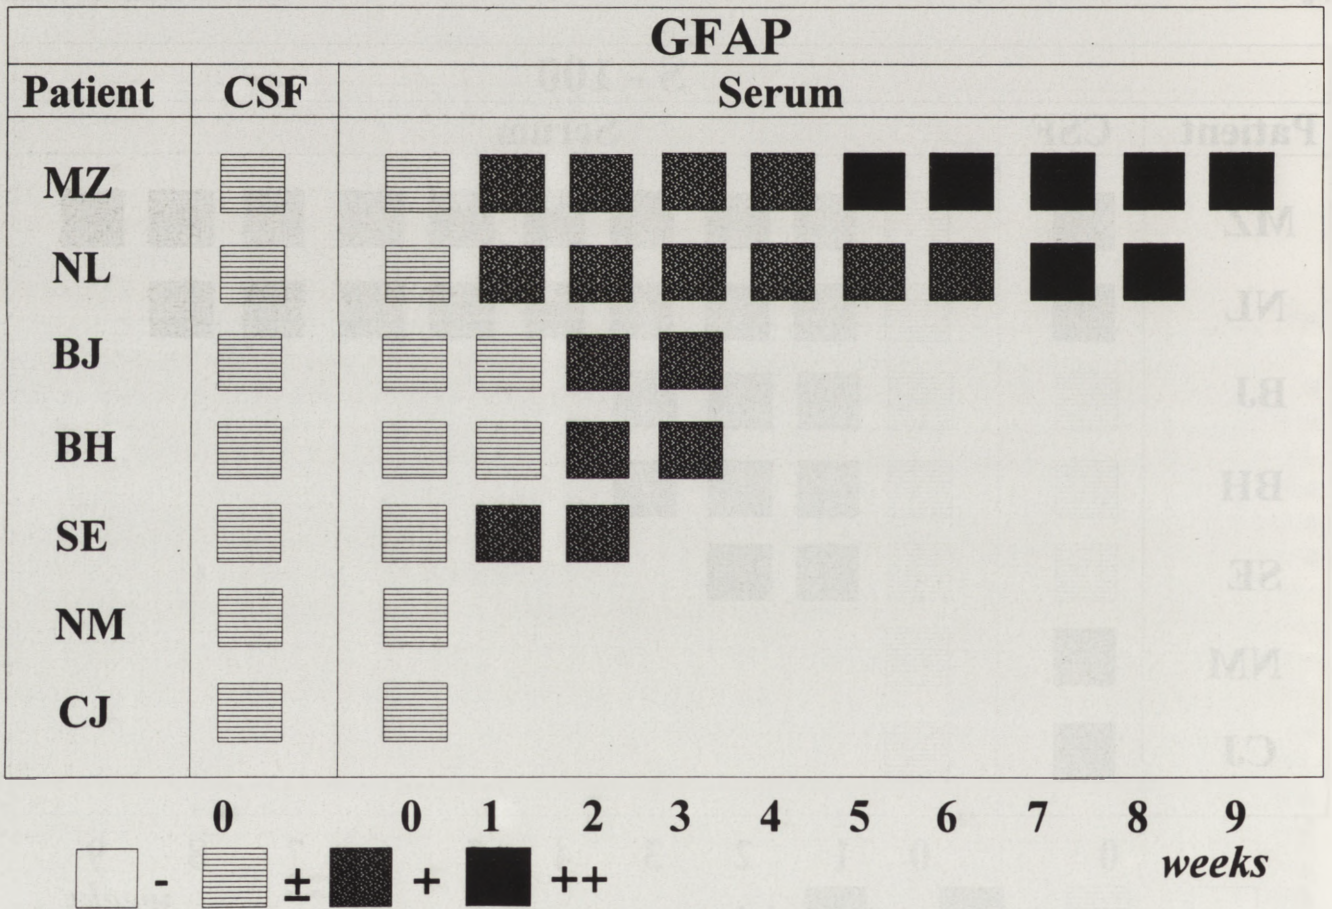 GFAP
Patient CSF Serum
MZ
NL
BJ
BH
SE
NM
CJ
0 0 1 2 3 4 5 6 7 8 9
weeks
- ± + ++